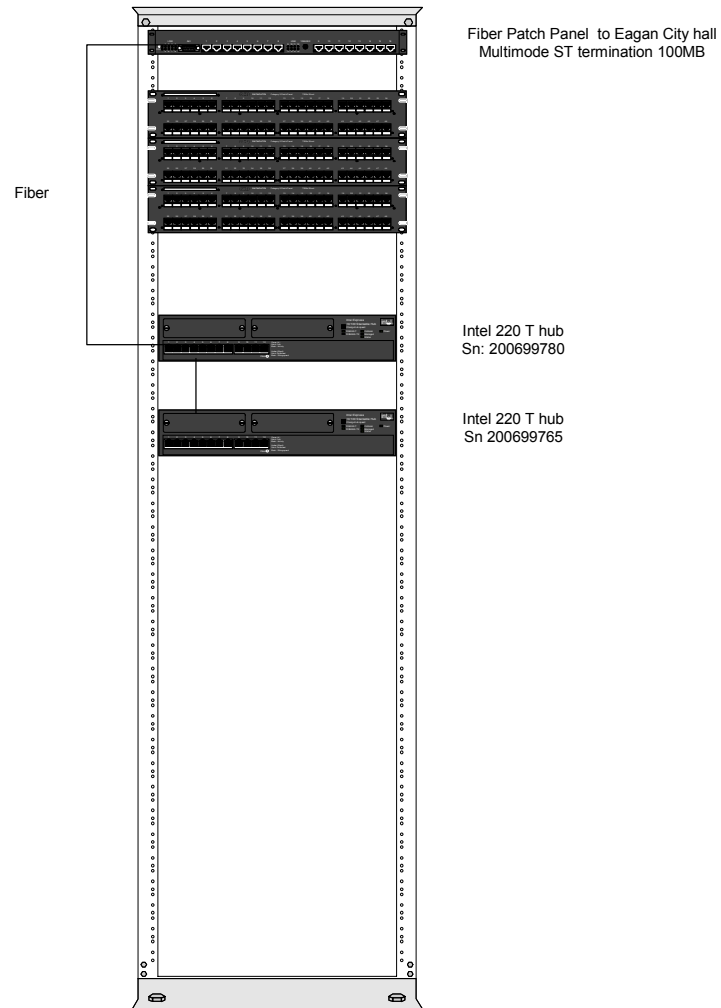 Fiber Patch Panel to Eagan City hall
Multimode ST termination 100MB
Fiber
Intel 220 T hub
Sn: 200699780
Intel 220 T hub
Sn 200699765